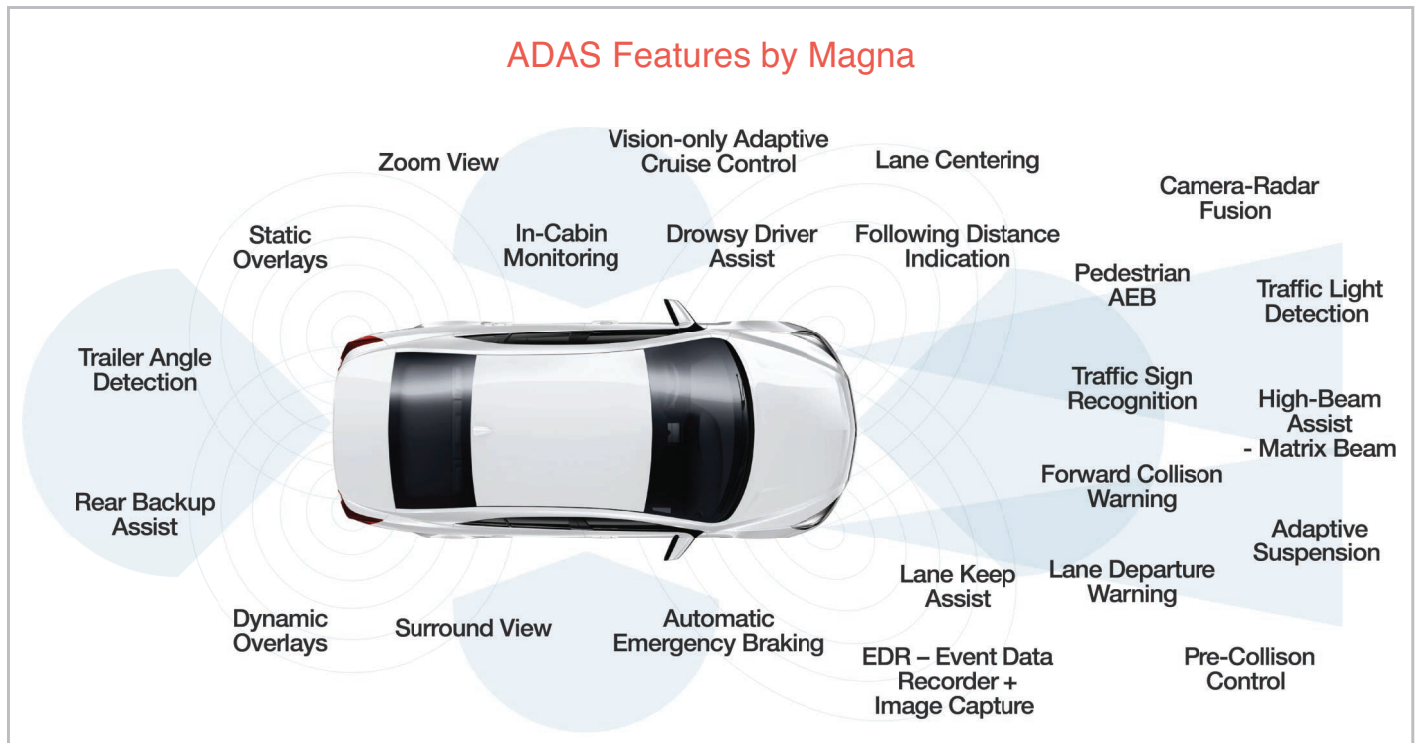 ADAS Features by Magna
Zoom View
Vision-only Adaptive
Cruise Control
Lane Centering
Camera-Radar
Fusion
Static
Overlays
In-Cabin
Monitoring
Drowsy Driver
Assist
Following Distance
Indication
Pedestrian
AEB
Traffic Light
Detection
Trailer Angle
Detection
Traffic Sign
Recognition
High-Beam
Assist
- Matrix Beam
Rear Backup
Assist
Forward Collison
Warning
Adaptive
Suspension
Lane Keep
Assist
Lane Departure
Warning
Dynamic
Overlays
Surround View
Automatic
Emergency Braking
EDR – Event Data
Recorder +
Image Capture
Pre-Collison
Control